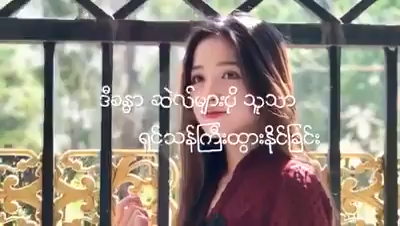 ဒီခန္ဓာ ဆဲလ်များပို သူသာ
ရှင်သန်ကြီးထွားနိုင်ခြင်း